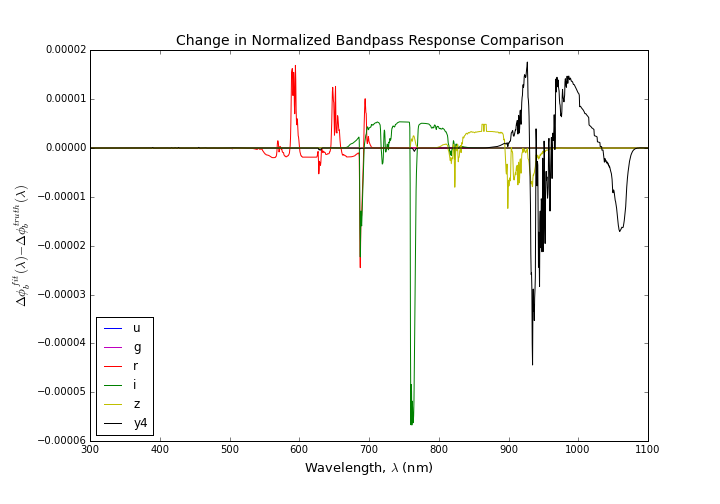 Change in Normalized Bandpass Response Comparison
0.00002
0.00001
0.00000
−0.00001
−0.00002
−0.00003
−0.00004
−0.00005
−0.00006
Δϕ_b^{fit}(λ)−Δϕ_b^{truth}(λ)
u
g
r
i
z
y4
300 400 500 600 700 800 900 1000 1100
Wavelength, λ (nm)